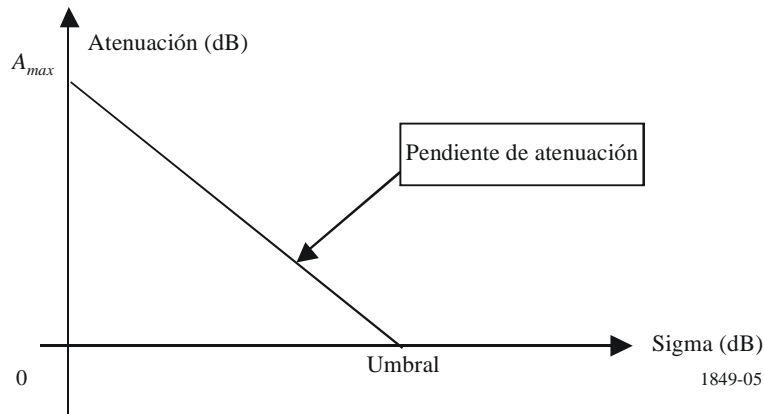 Atenuación (dB)
A_max
Pendiente de atenuación
Sigma (dB)
Umbral
0
1849-05